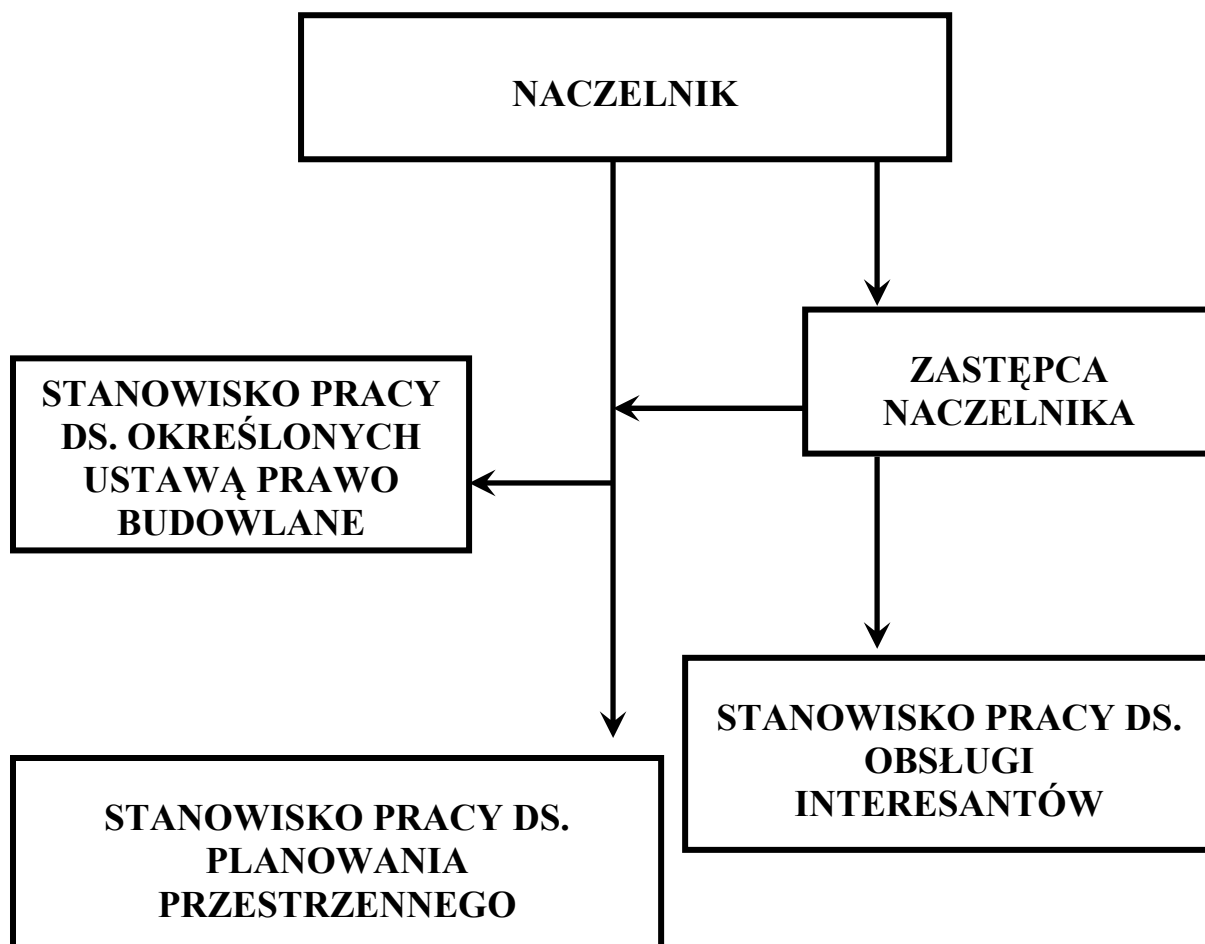 NACZELNIK
ZASTĘPCA
NACZELNIKA
STANOWISKO PRACY
DS. OKREŚLONYCH
USTAWĄ PRAWO
BUDOWLANE
STANOWISKO PRACY DS.
OBSŁUGI
INTERESANTÓW
STANOWISKO PRACY DS.
PLANOWANIA
PRZESTRZENNEGO